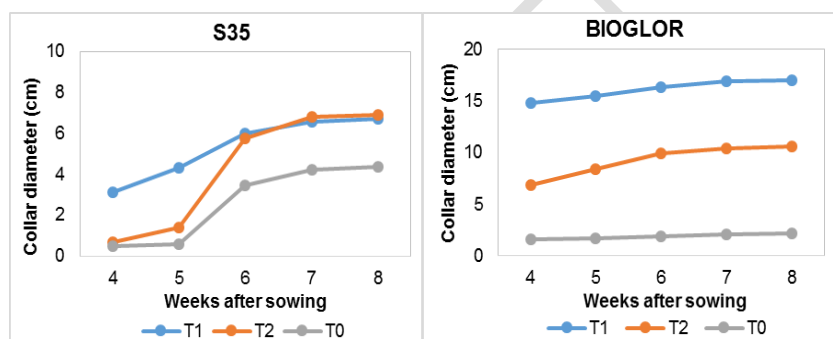 S35
Collar diameter (cm)
10
8
6
4
2
0
4 5 6 7 8
Weeks after sowing
T1 T2 T0
BIOGLOR
Collar diameter (cm)
20
15
10
5
0
4 5 6 7 8
Weeks after sowing
T1 T2 T0